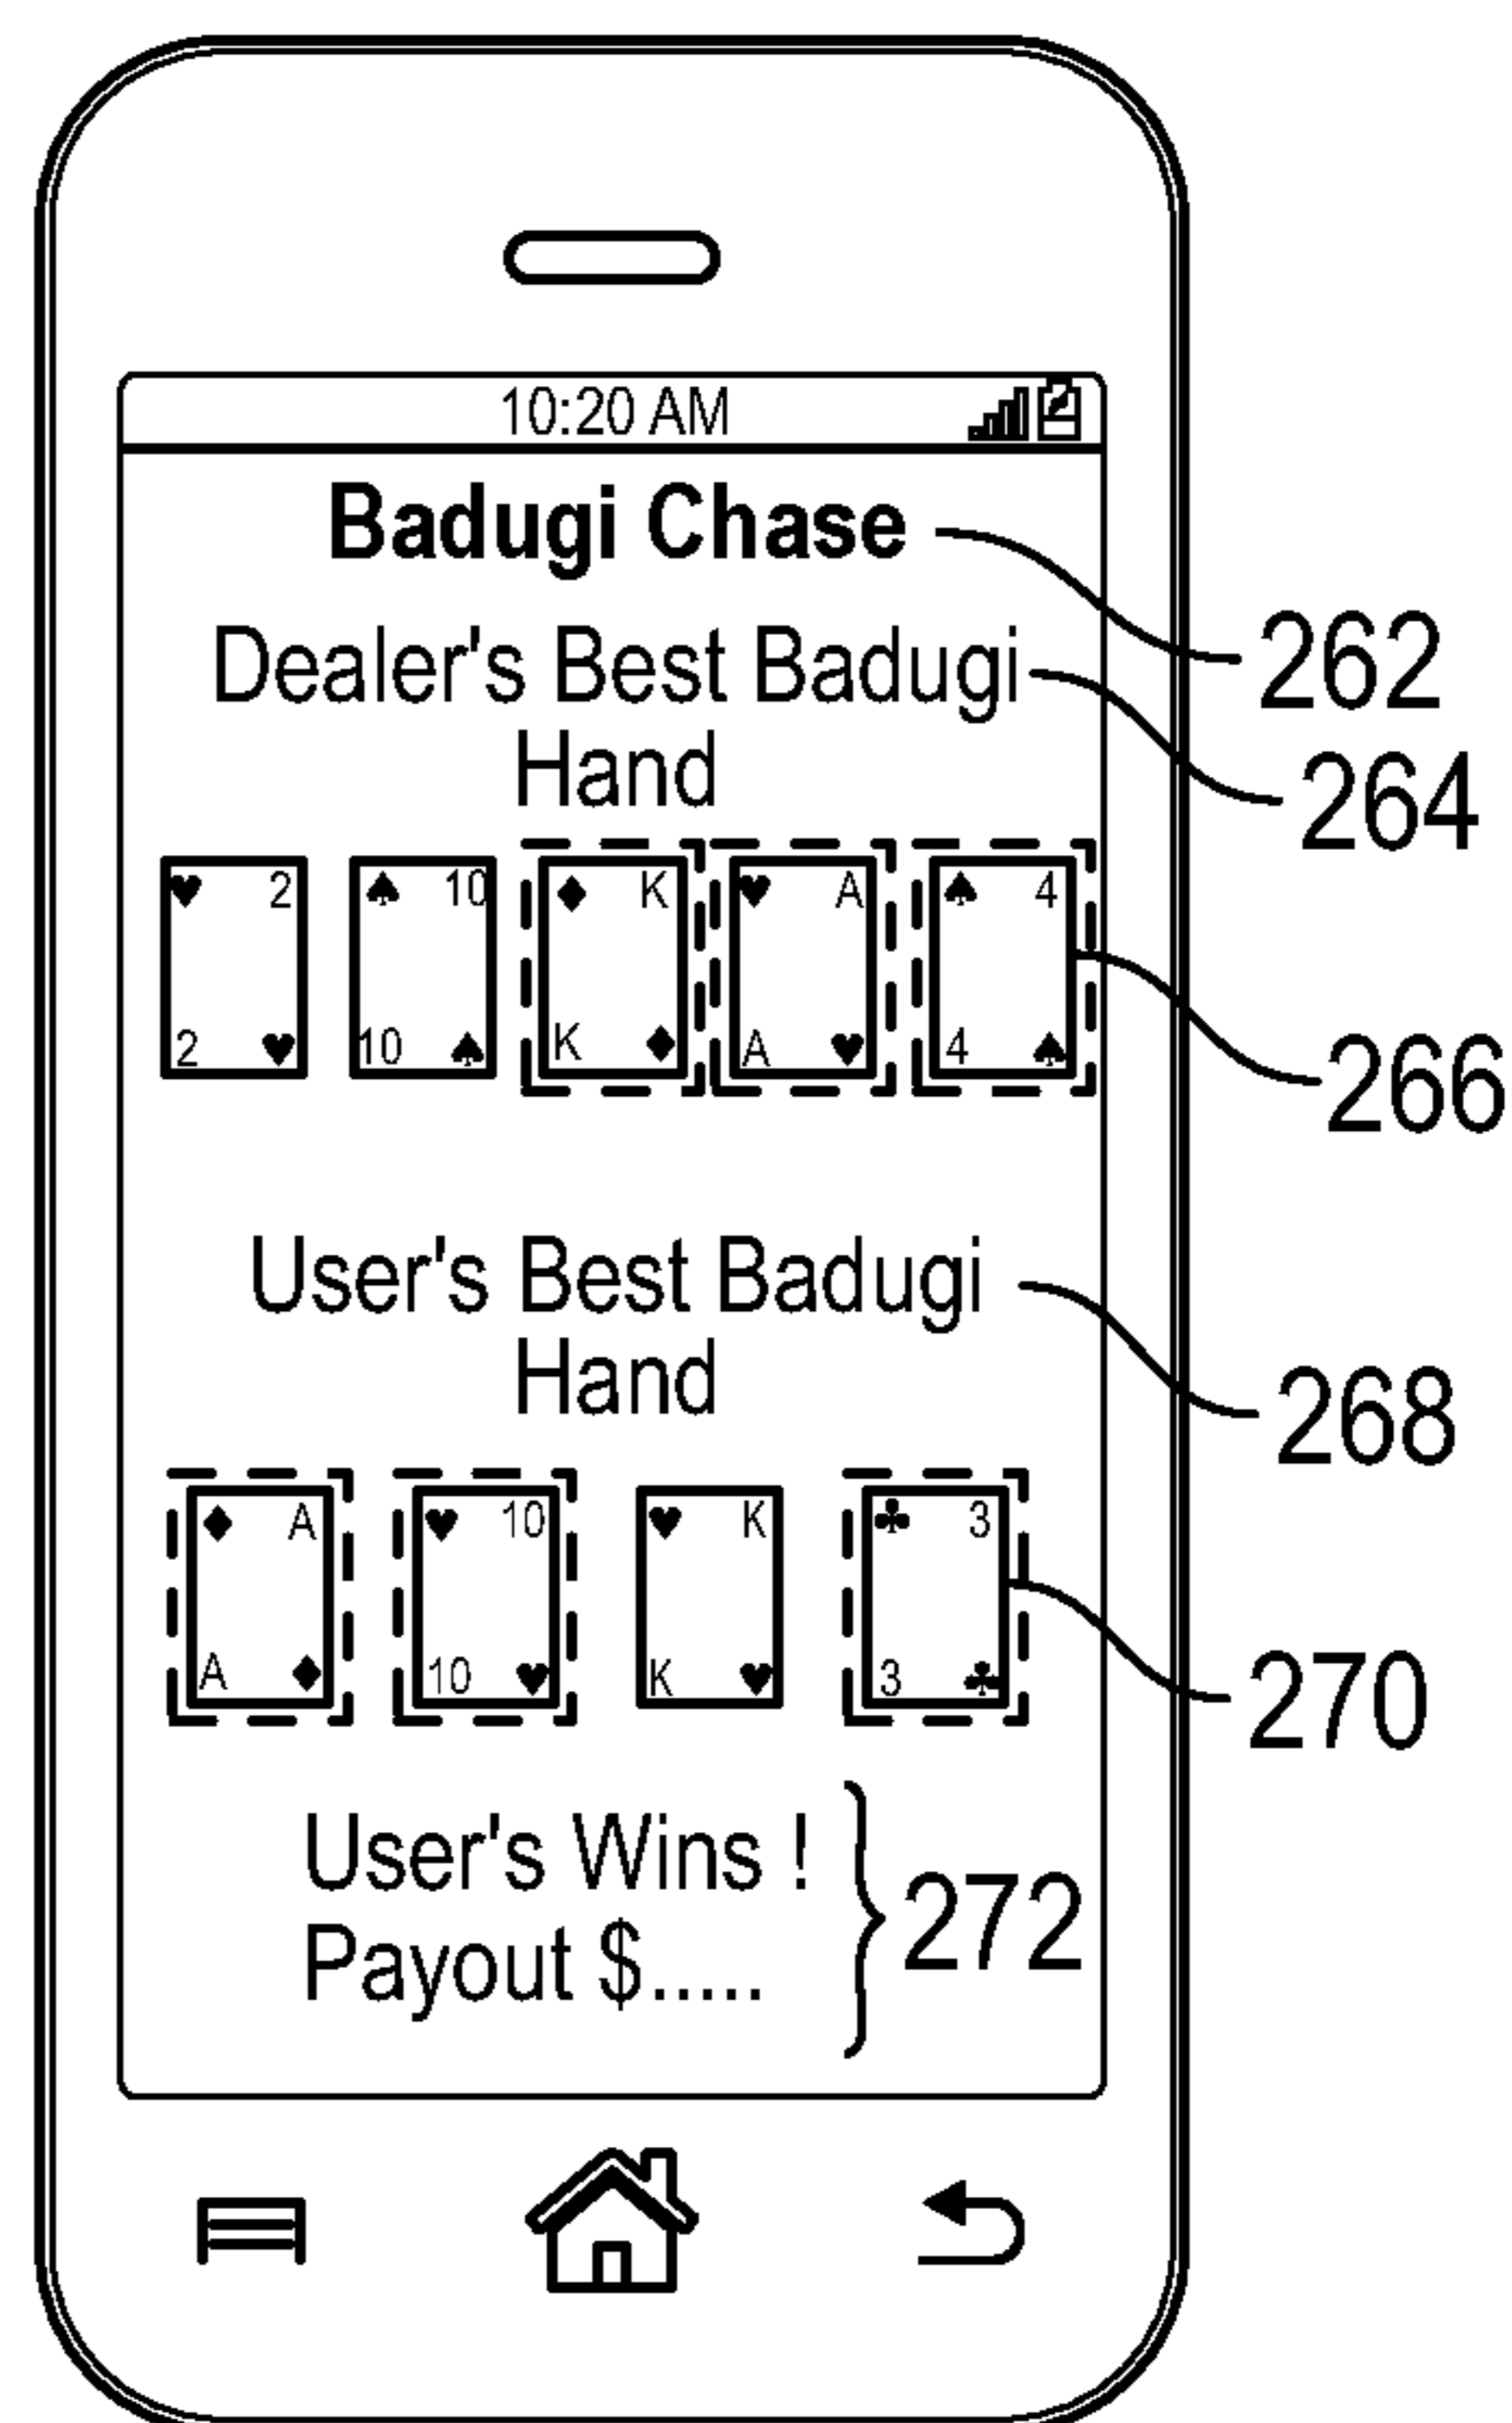 10:20 AM
Badugi Chase
262
Dealer's Best Badugi
264
Hand
♥ 2 ♠ 10 ♦ K ♥ A ♠ 4
2 ♥ 10 ♠ K ♦ A ♥ 4 ♠
266
User's Best Badugi
Hand
268
♦ A ♥ 10 ♥ K ♣ 3
A ♦ 10 ♥ K ♥ 3 ♣
270
User's Wins !
Payout $.....
272